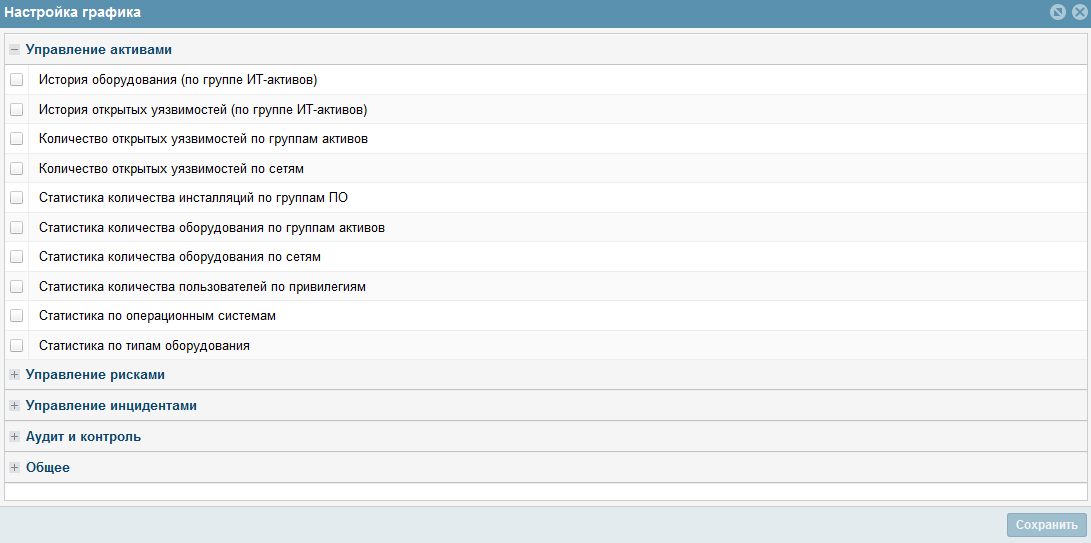 Настройка графика
Управление активами
История оборудования (по группе ИТ-активов)
История открытых уязвимостей (по группе ИТ-активов)
Количество открытых уязвимостей по группам активов
Количество открытых уязвимостей по сетям
Статистика количества инсталляций по группам ПО
Статистика количества оборудования по группам активов
Статистика количества оборудования по сетям
Статистика количества пользователей по привилегиям
Статистика по операционным системам
Статистика по типам оборудования
Управление рисками
Управление инцидентами
Аудит и контроль
Общее
Сохранить